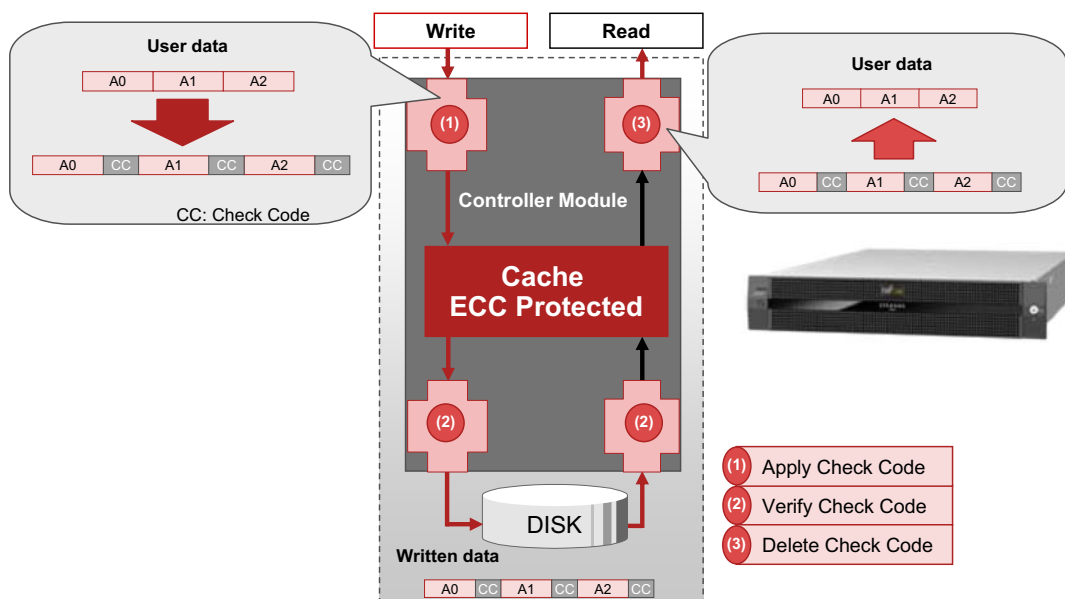 Write
Read
User data
A0 A1 A2
A0 CC A1 CC A2 CC
CC: Check Code
User data
A0 A1 A2
A0 CC A1 CC A2 CC
(1)
(3)
Controller Module
Cache
ECC Protected
(2)
(2)
DISK
Written data
A0 CC A1 CC A2 CC
(1) Apply Check Code
(2) Verify Check Code
(3) Delete Check Code